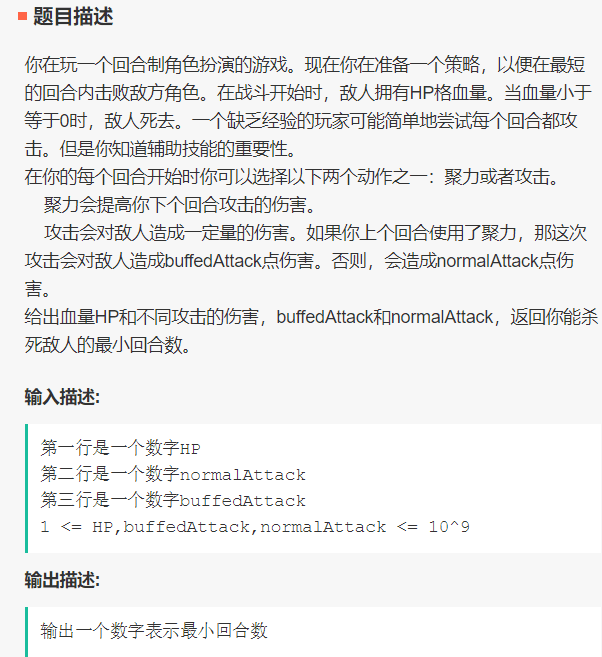 题目描述
你在玩一个回合制角色扮演的游戏。现在你在准备一个策略，以便在最短
的回合内击败敌方角色。在战斗开始时，敌人拥有HP格血量。当血量小于
等于0时，敌人死去。一个缺乏经验的玩家可能简单地尝试每个回合都攻
击。但是你知道辅助技能的重要性。
在你的每个回合开始时你可以选择以下两个动作之一：聚力或者攻击。
聚力会提高你下个回合攻击的伤害。
攻击会对敌人造成一定量的伤害。如果你上个回合使用了聚力，那这次
攻击会对敌人造成buffedAttack点伤害。否则，会造成normalAttack点伤
害。
给出血量HP和不同攻击的伤害，buffedAttack和normalAttack，返回你能杀
死敌人的最小回合数。
输入描述:
第一行是一个数字HP
第二行是一个数字normalAttack
第三行是一个数字buffedAttack
1 <= HP,buffedAttack,normalAttack <= 10^9
输出描述:
输出一个数字表示最小回合数